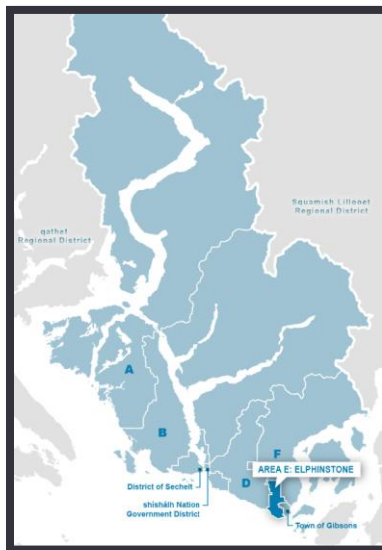 Squamish Lillooet
Regional District
qathet
Regional District
A
B
F
AREA E: ELPHINSTONE
D
District of Sechelt
shíshálh Nation
Government District
Town of Gibsons